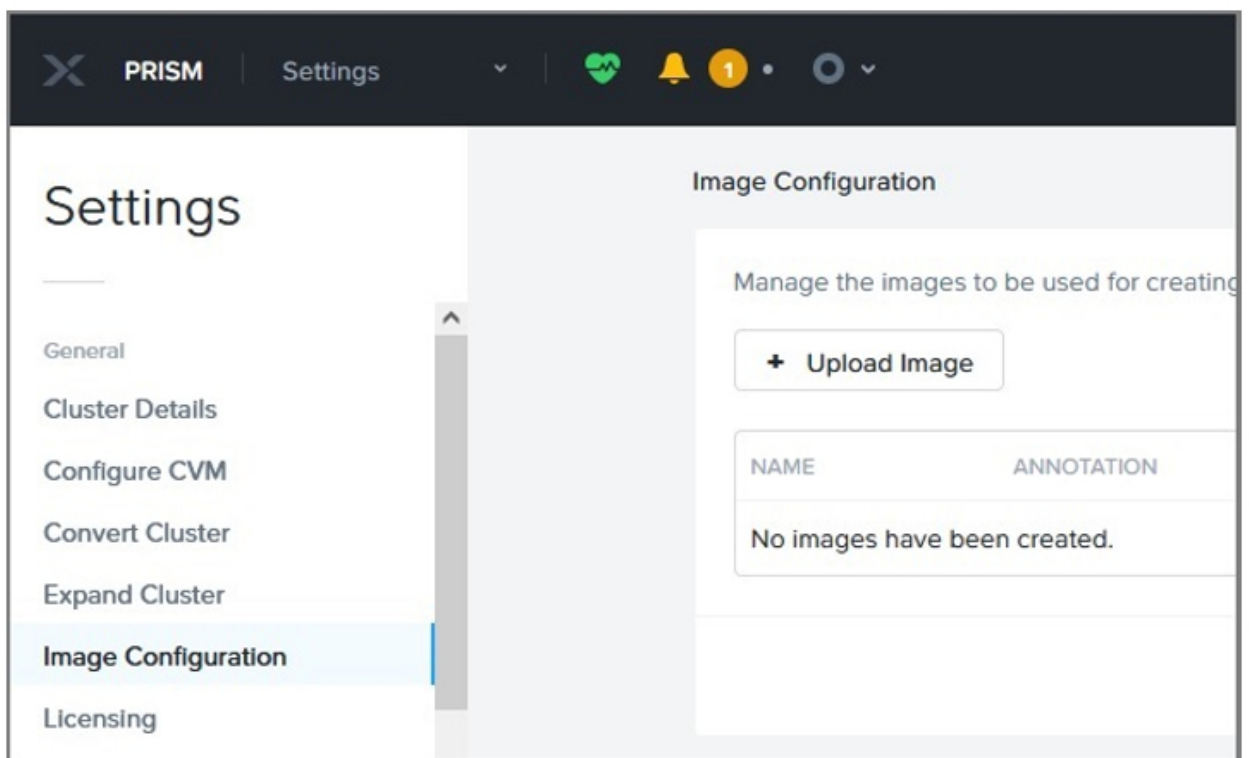 PRISM Settings 1
Settings
General
Cluster Details
Configure CVM
Convert Cluster
Expand Cluster
Image Configuration
Licensing
Image Configuration
Manage the images to be used for creating
+ Upload Image
NAME ANNOTATION
No images have been created.